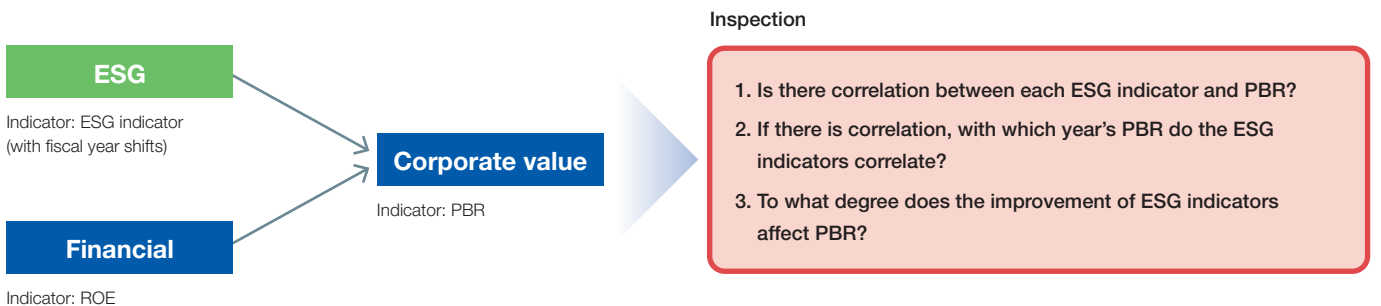 ESG
Indicator: ESG indicator
(with fiscal year shifts)
Financial
Indicator: ROE
Corporate value
Indicator: PBR
Inspection
1. Is there correlation between each ESG indicator and PBR?
2. If there is correlation, with which year’s PBR do the ESG
indicators correlate?
3. To what degree does the improvement of ESG indicators
affect PBR?